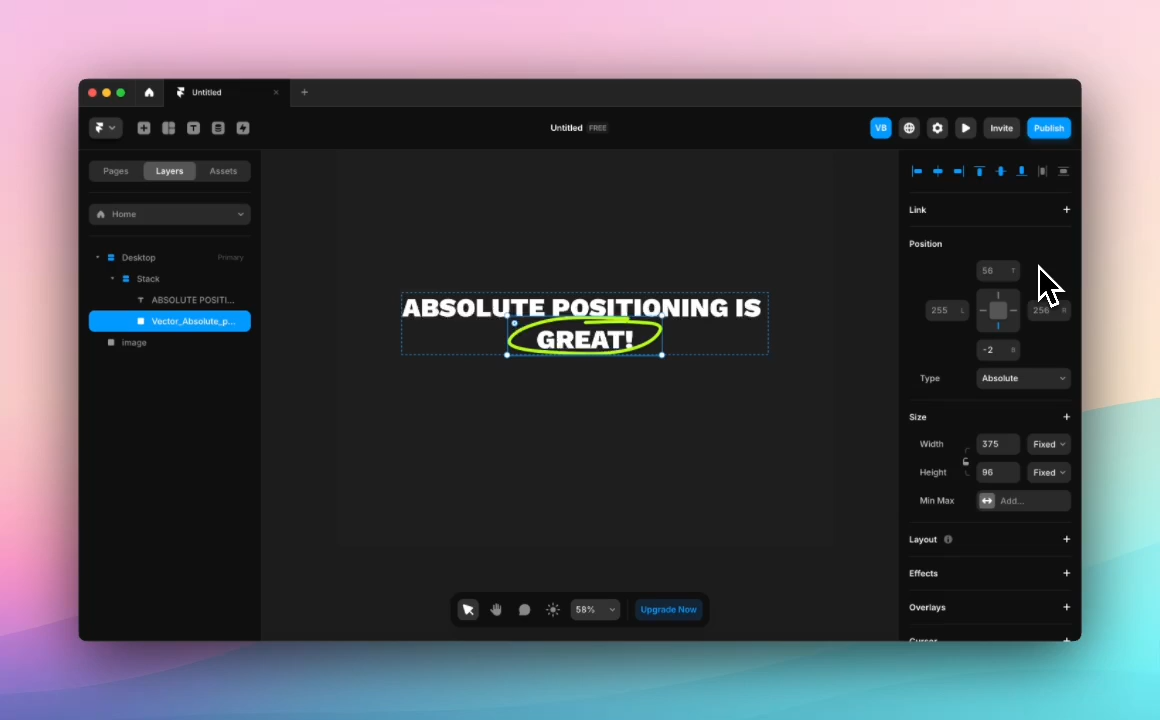 Untitled
Untitled FREE
VB
Invite
Publish
Pages
Layers
Assets
Home
Desktop
Primary
Stack
ABSOLUTE POSITI...
Vector_Absolute_p...
image
ABSOLUTE POSITIONING IS
GREAT!
58%
Upgrade Now
Link
Position
56 T
239 L
256 R
-2 B
Type
Absolute
Size
Width
375
Fixed
Height
96
Fixed
Min Max
Add...
Layout
Effects
Overlays
Cursor